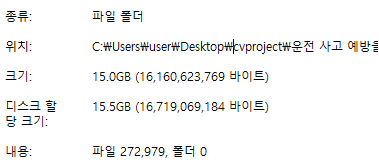 종류: 파일 폴더
위치: C:₩Users₩user₩Desktop₩cvproject₩운전 사고 예방을
크기: 15.0GB (16,160,623,769 바이트)
디스크 할 15.5GB (16,719,069,184 바이트)
당 크기:
내용: 파일 272,979, 폴더 0